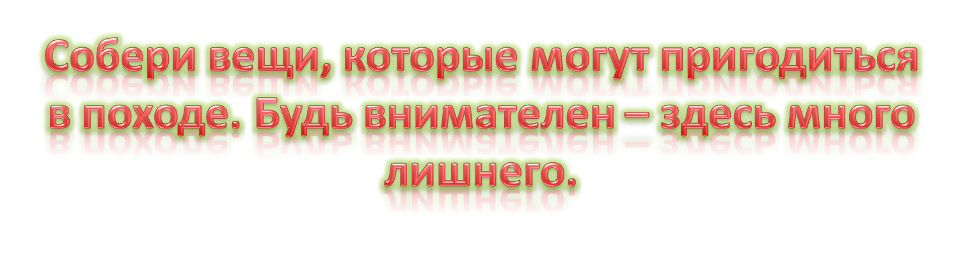 Собери вещи, которые могут пригодиться
в походе. Будь внимателен – здесь много
лишнего.